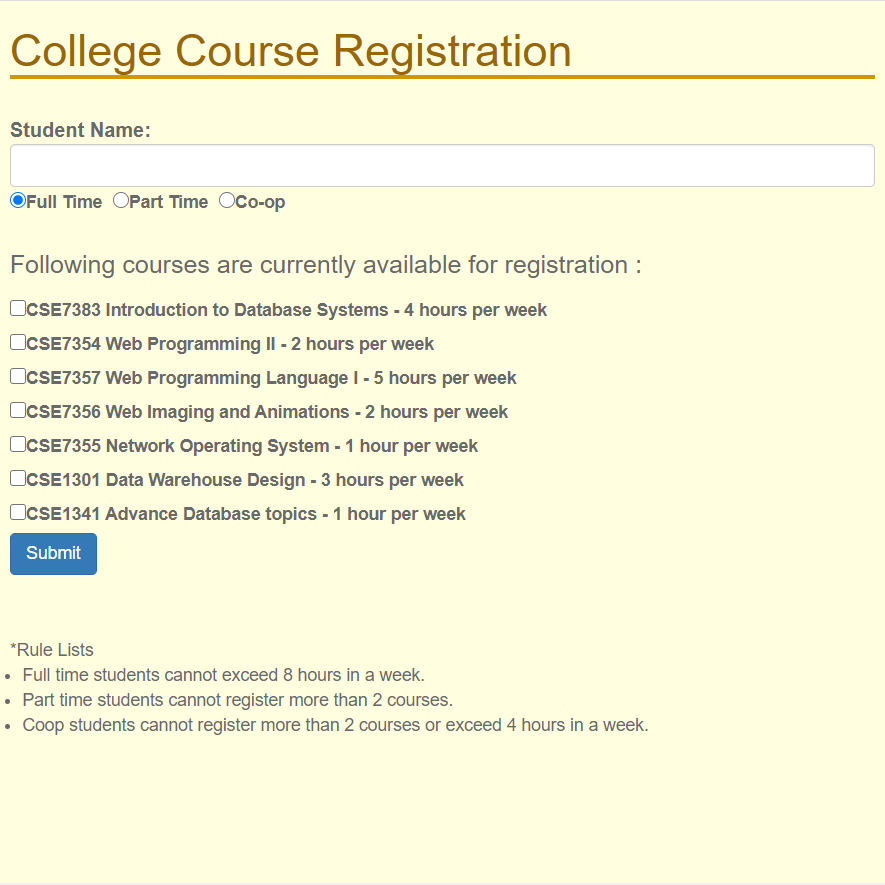 College Course Registration
Student Name:
Full Time Part Time Co-op
Following courses are currently available for registration :
CSE7383 Introduction to Database Systems - 4 hours per week
CSE7354 Web Programming II - 2 hours per week
CSE7357 Web Programming Language I - 5 hours per week
CSE7356 Web Imaging and Animations - 2 hours per week
CSE7355 Network Operating System - 1 hour per week
CSE1301 Data Warehouse Design - 3 hours per week
CSE1341 Advance Database topics - 1 hour per week
Submit
*Rule Lists
• Full time students cannot exceed 8 hours in a week.
• Part time students cannot register more than 2 courses.
• Coop students cannot register more than 2 courses or exceed 4 hours in a week.